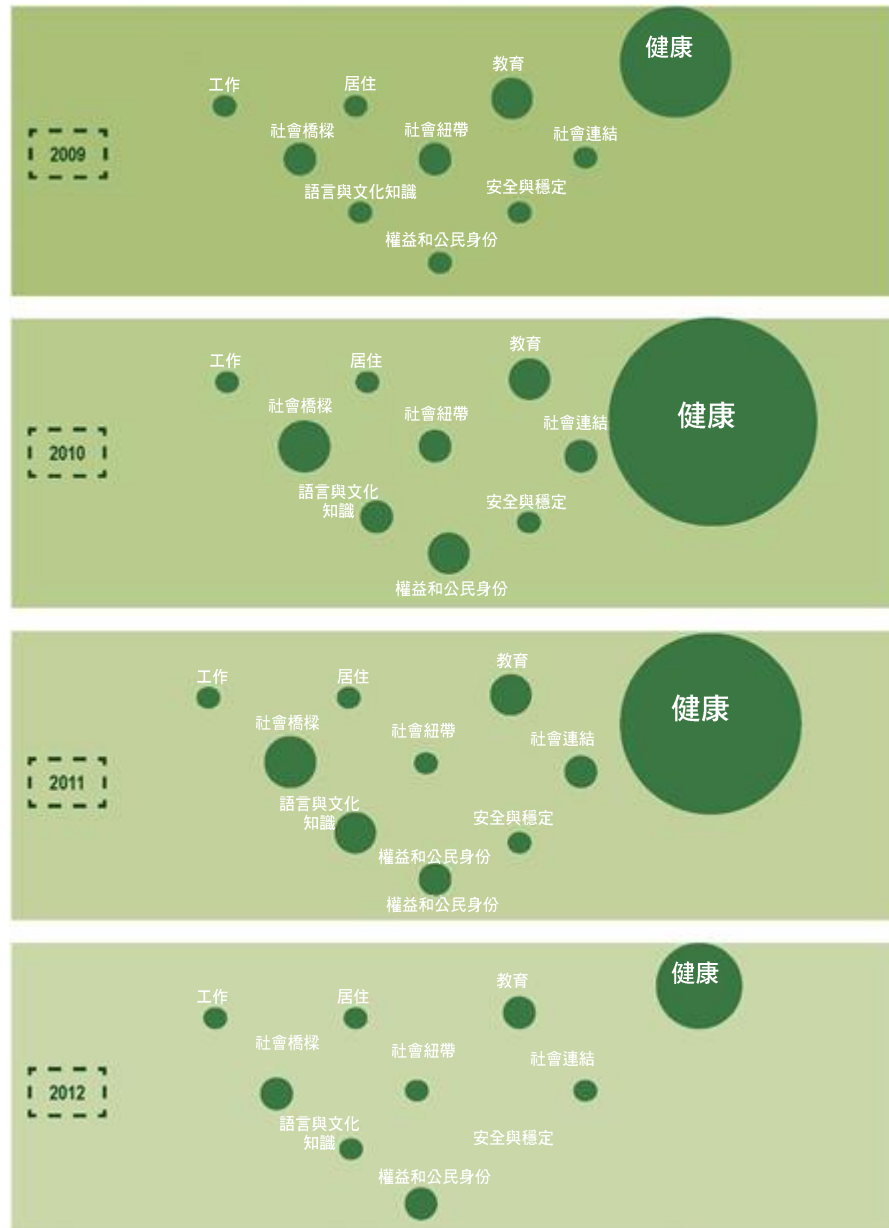 健康
教育
工作
居住
社會橋樑
社會紐帶
社會連結
2009
語言與文化知識
安全與穩定
權益和公民身份
教育
工作
居住
社會橋樑
社會紐帶
健康
社會連結
2010
語言與文化
知識
安全與穩定
權益和公民身份
教育
工作
居住
健康
社會橋樑
社會紐帶
社會連結
2011
語言與文化
知識
安全與穩定
權益和公民身份
權益和公民身份
健康
教育
工作
居住
社會橋樑
社會紐帶
社會連結
2012
語言與文化
知識
安全與穩定
權益和公民身份